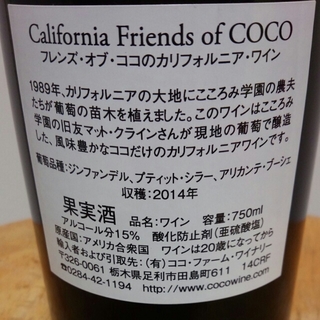 California Friends of COCO
フレンズ・オブ・ココのカリフォルニア・ワイン
1989年、カリフォルニアの大地にこころみ学園の農夫
たちが葡萄の苗木を植えました。このワインはこころみ
学園の旧友マット・クラインさんが現地の葡萄で醸造
した、風味豊かなココだけのカリフォルニアワインです。
葡萄品種：ジンファンデル、プティット・シラー、アリカンテ・ブーシェ
収穫：2014年
果実酒 品名：ワイン 容量：750ml
アルコール分15% 酸化防止剤（亜硫酸塩）
原産国：アメリカ合衆国 ワインは20歳になってから
輸入者および引取先：（有）ココ・ファーム・ワイナリー
〒326-0061 栃木県足利市田島町611 14CRF
☎0284-42-1194 http://www.cocowine.com